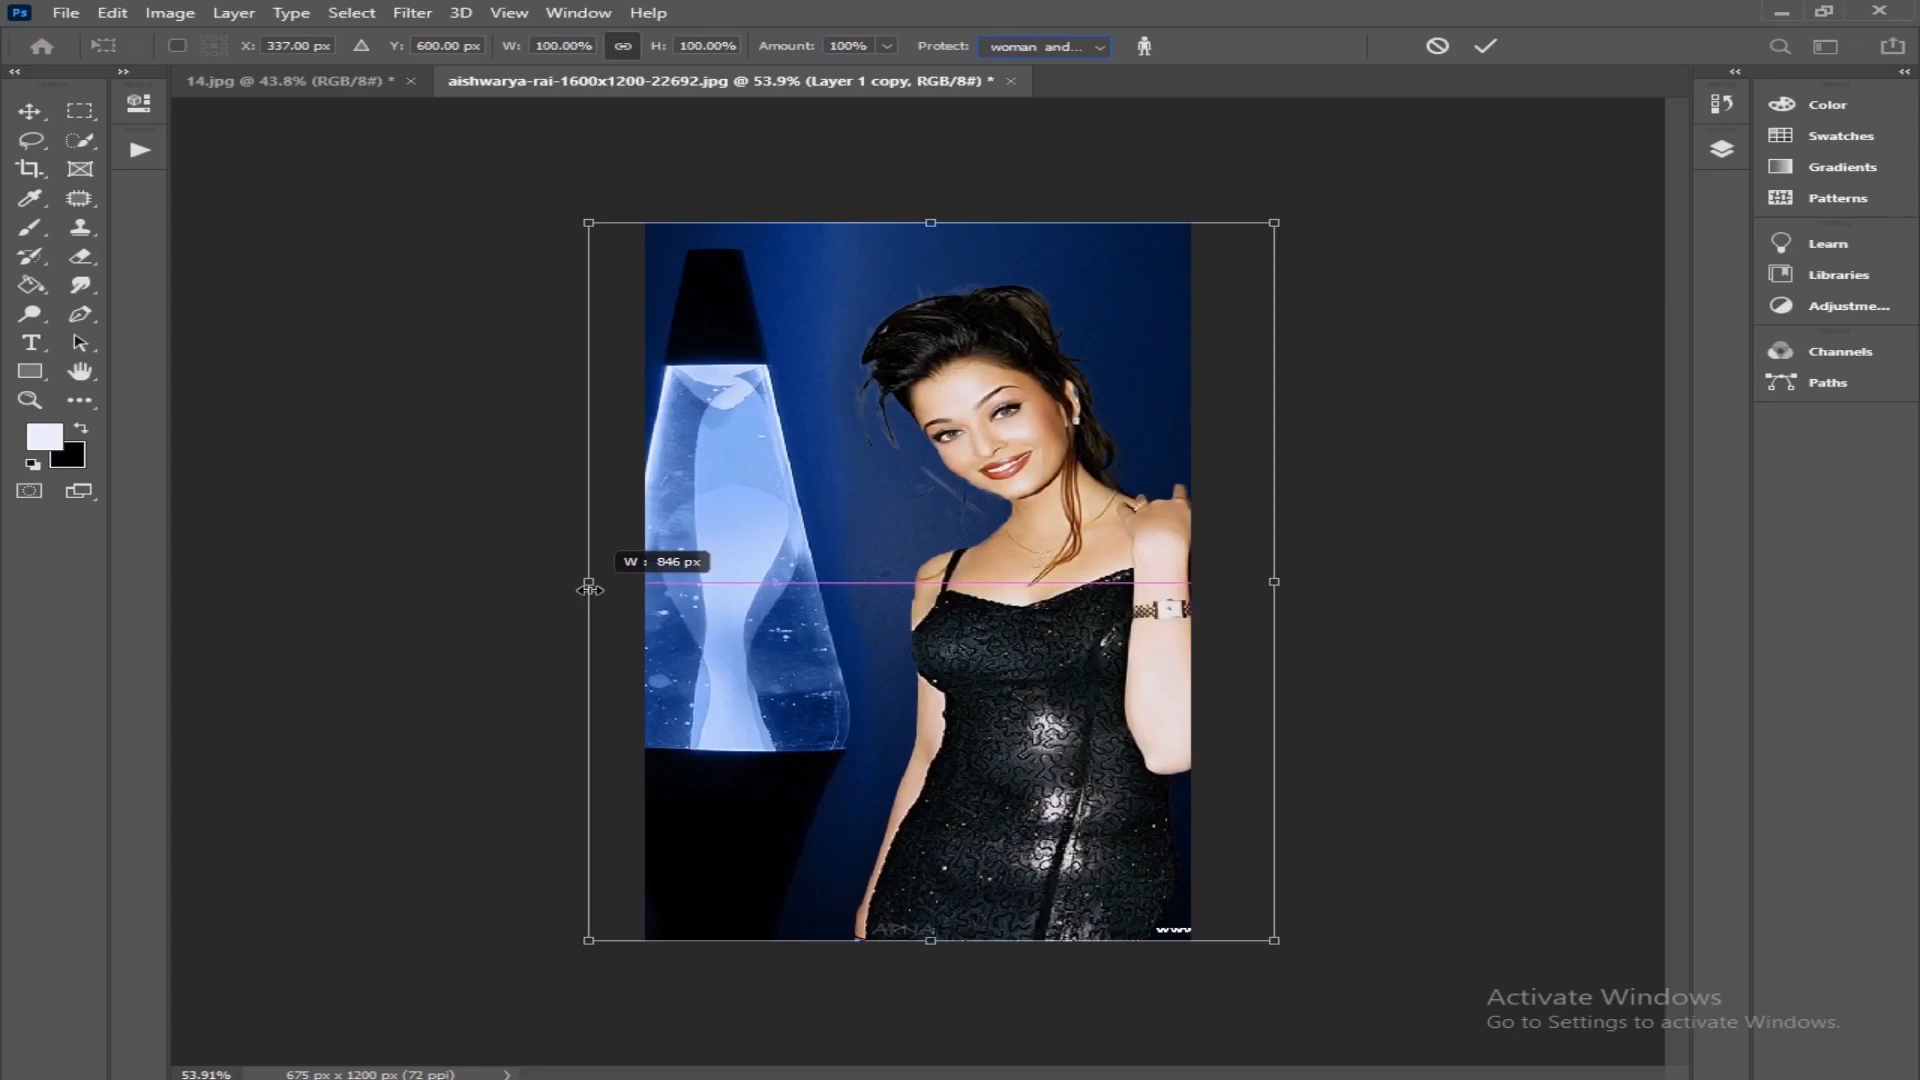 Ps File Edit Image Layer Type Select Filter 3D View Window Help
X: 337.00 px Y: 600.00 px W: 100.00% H: 100.00% Amount: 100% Protect: woman and...
14.jpg @ 43.8% (RGB/8#) * × aishwarya-rai-1600x1200-22692.jpg @ 53.9% (Layer 1 copy, RGB/8#) * ×
Color
Swatches
Gradients
Patterns
Learn
Libraries
Adjustme...
Channels
Paths
W : 846 px
www
Activate Windows
Go to Settings to activate Windows.
53.91% 675 px x 1200 px (72 ppi)